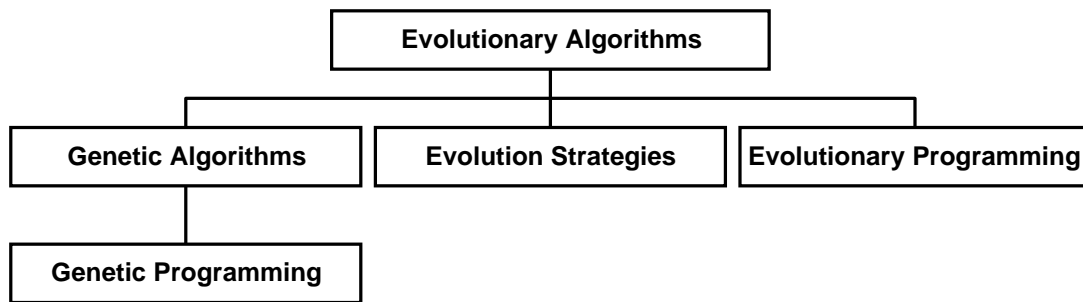 Evolutionary Algorithms
Genetic Algorithms
Evolution Strategies
Evolutionary Programming
Genetic Programming